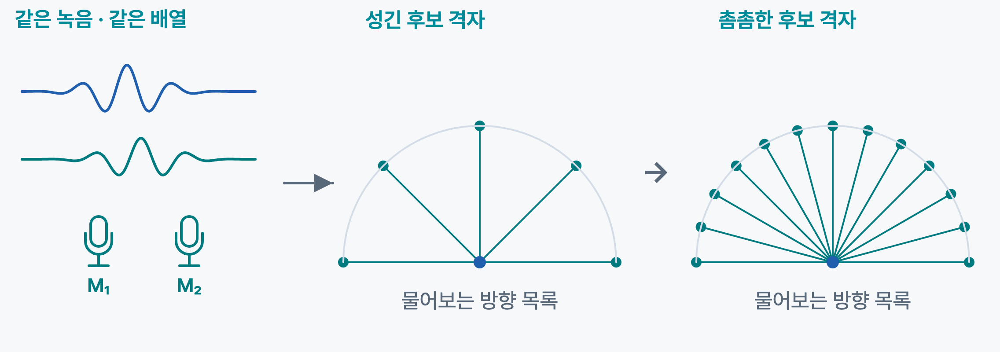 같은 녹음 · 같은 배열
성긴 후보 격자
촘촘한 후보 격자
M₁
M₂
물어보는 방향 목록
물어보는 방향 목록